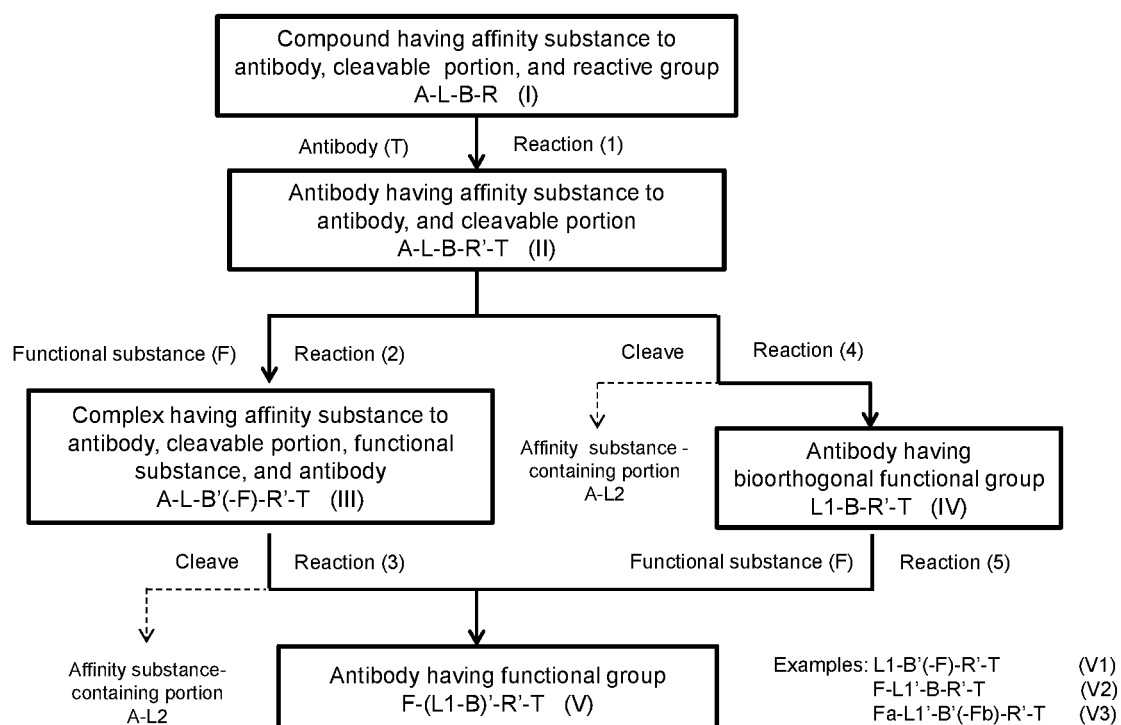 Compound having affinity substance to
antibody, cleavable portion, and reactive group
A-L-B-R (I)
Antibody (T)
Reaction (1)
Antibody having affinity substance to
antibody, and cleavable portion
A-L-B-R’-T (II)
Functional substance (F)
Reaction (2)
Cleave
Reaction (4)
Complex having affinity substance to
antibody, cleavable portion, functional
substance, and antibody
A-L-B’(-F)-R’-T (III)
Affinity substance -
containing portion
A-L2
Antibody having
bioorthogonal functional group
L1-B-R’-T (IV)
Cleave
Reaction (3)
Functional substance (F)
Reaction (5)
Affinity substance-
containing portion
A-L2
Antibody having functional group
F-(L1-B)’-R’-T (V)
Examples: L1-B’(-F)-R’-T (V1)
F-L1’-B-R’-T (V2)
Fa-L1’-B’(-Fb)-R’-T (V3)